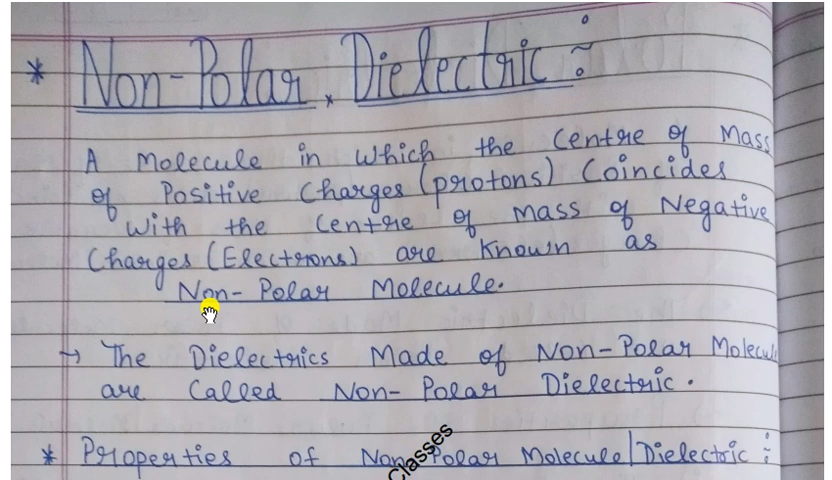 * Non-Polar Dielectric :~
A Molecule in which the Centre of Mass
of Positive Charges (protons) Coincides
with the Centre of mass of Negative
Charges (Electrons) are known as
Non-Polar Molecule.
→ The Dielectrics Made of Non-Polar Molecul
are Called Non-Polar Dielectric.
* Properties of Non-Polar Molecule/Dielectric :
Classes